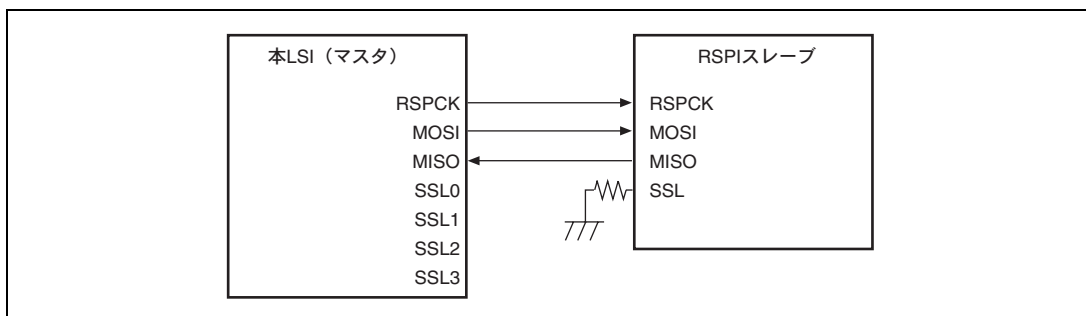 本LSI（マスタ）
RSPCK
MOSI
MISO
SSL0
SSL1
SSL2
SSL3
RSPIスレーブ
RSPCK
MOSI
MISO
SSL